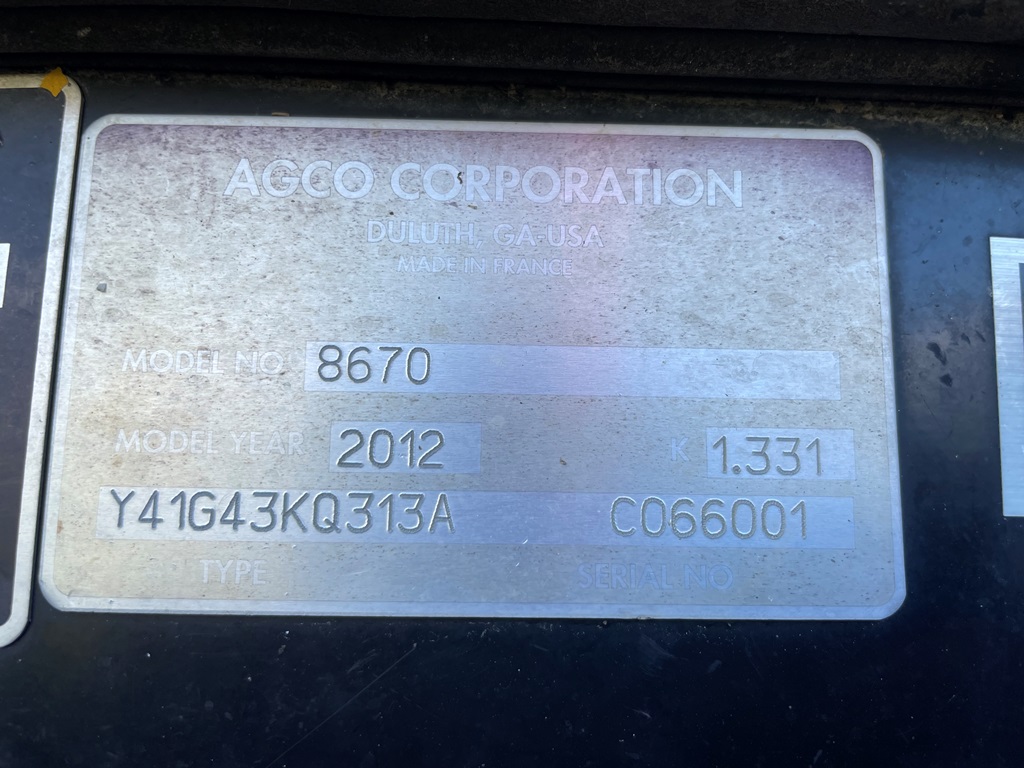 AGCO CORPORATION
DULUTH, GA-USA
MADE IN FRANCE
MODEL NO 8670
MODEL YEAR 2012 K 1.331
Y41G43KQ313A C066001
TYPE SERIAL NO